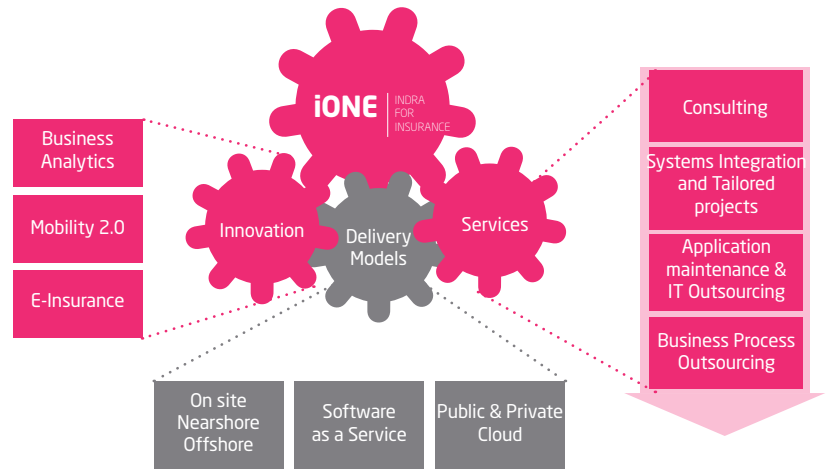 iONE
INDRA
FOR
INSURANCE
Business
Analytics
Mobility 2.0
E-Insurance
Innovation
Delivery
Models
Services
Consulting
Systems Integration
and Tailored
projects
Application
maintenance &
IT Outsourcing
Business Process
Outsourcing
On site
Nearshore
Offshore
Software
as a Service
Public & Private
Cloud